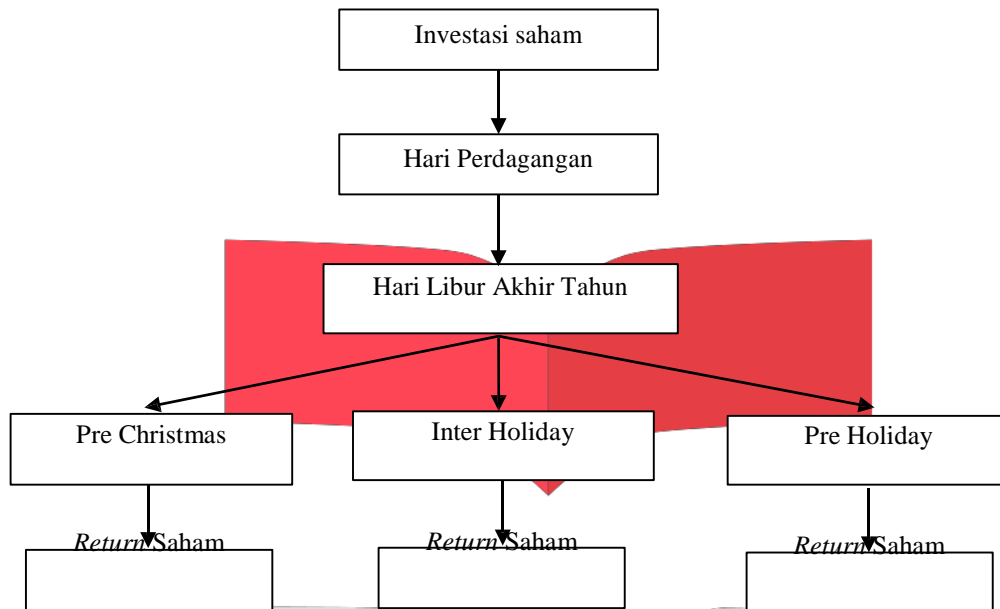 Investasi saham
Hari Perdagangan
Hari Libur Akhir Tahun
Pre Christmas
Inter Holiday
Pre Holiday
Return Saham
Return Saham
Return Saham